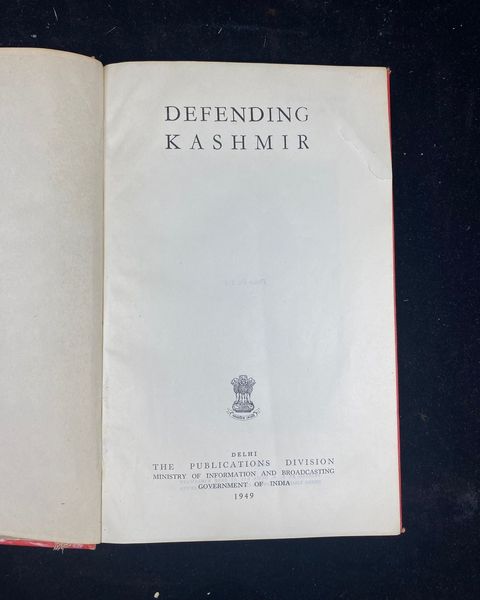 DEFENDING
KASHMIR
DELHI
THE PUBLICATIONS DIVISION
MINISTRY OF INFORMATION AND BROADCASTING
GOVERNMENT OF INDIA
1949